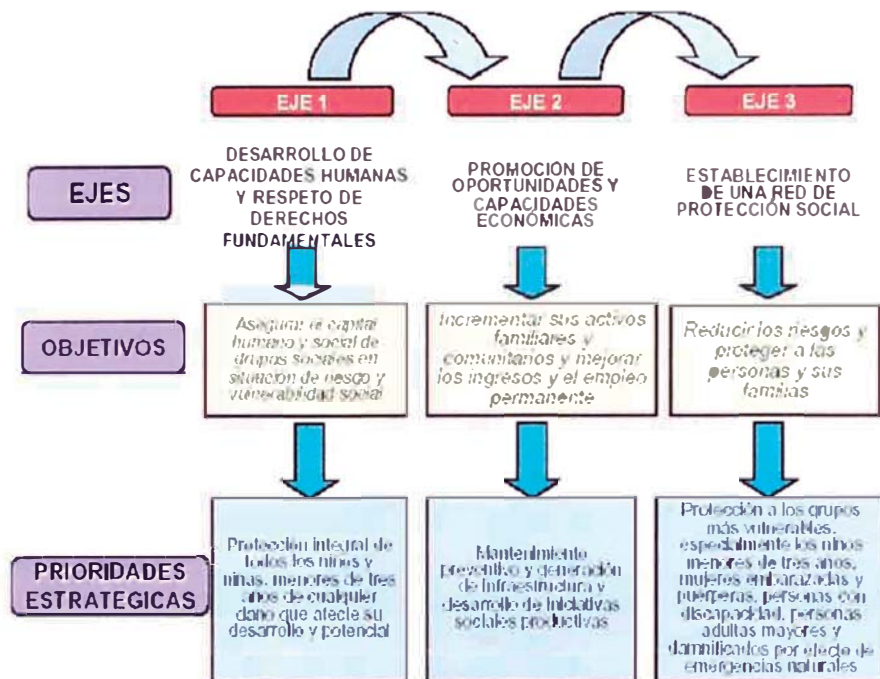 EJE 1
EJE 2
EJE 3
EJES
DESARROLLO DE
CAPACIDADES HUMANAS
Y RESPETO DE
DERECHOS
FUNDAMENTALES
PROMOCIÓN DE
OPORTUNIDADES Y
CAPACIDADES
ECONÓMICAS
ESTABLECIMIENTO
DE UNA RED DE
PROTECCIÓN SOCIAL
OBJETIVOS
Asegurar el capital
humano y social de
grupos sociales en
situación de riesgo y
vulnerabilidad social
Incrementar sus activos
familiares y
comunitarios y mejorar
los ingresos y el empleo
permanente
Reducir los riesgos y
proteger a las
personas y sus
familias
PRIORIDADES
ESTRATEGICAS
Protección integral de
todos los niños y
niñas, menores de tres
años de cualquier
daño que afecte su
desarrollo y potencial
Mantenimiento
preventivo y generación
de infraestructura y
desarrollo de iniciativas
sociales productivas
Protección a los grupos
más vulnerables,
especialmente los niños
menores de tres años,
mujeres embarazadas y
puérperas, personas con
discapacidad, personas
adultas mayores y
damnificados por efecto de
emergencias naturales